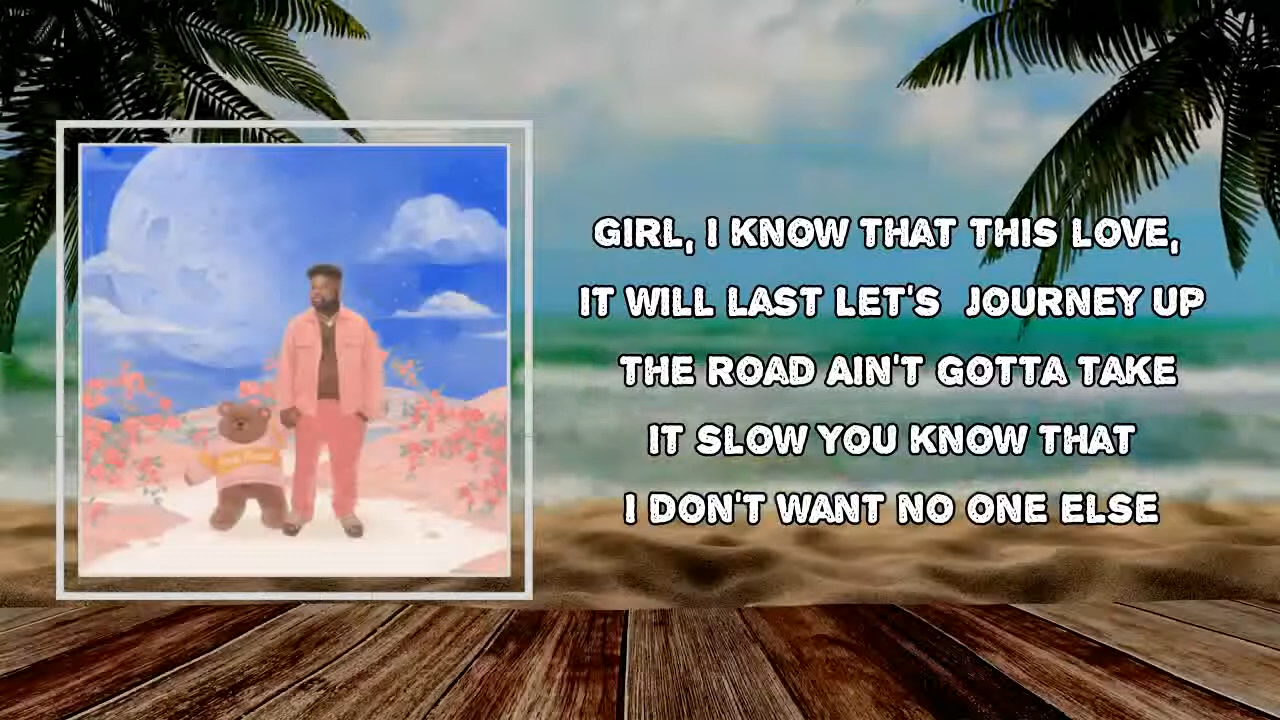 GIRL, I KNOW THAT THIS LOVE,
IT WILL LAST LET'S JOURNEY UP
THE ROAD AIN'T GOTTA TAKE
IT SLOW YOU KNOW THAT
I DON'T WANT NO ONE ELSE